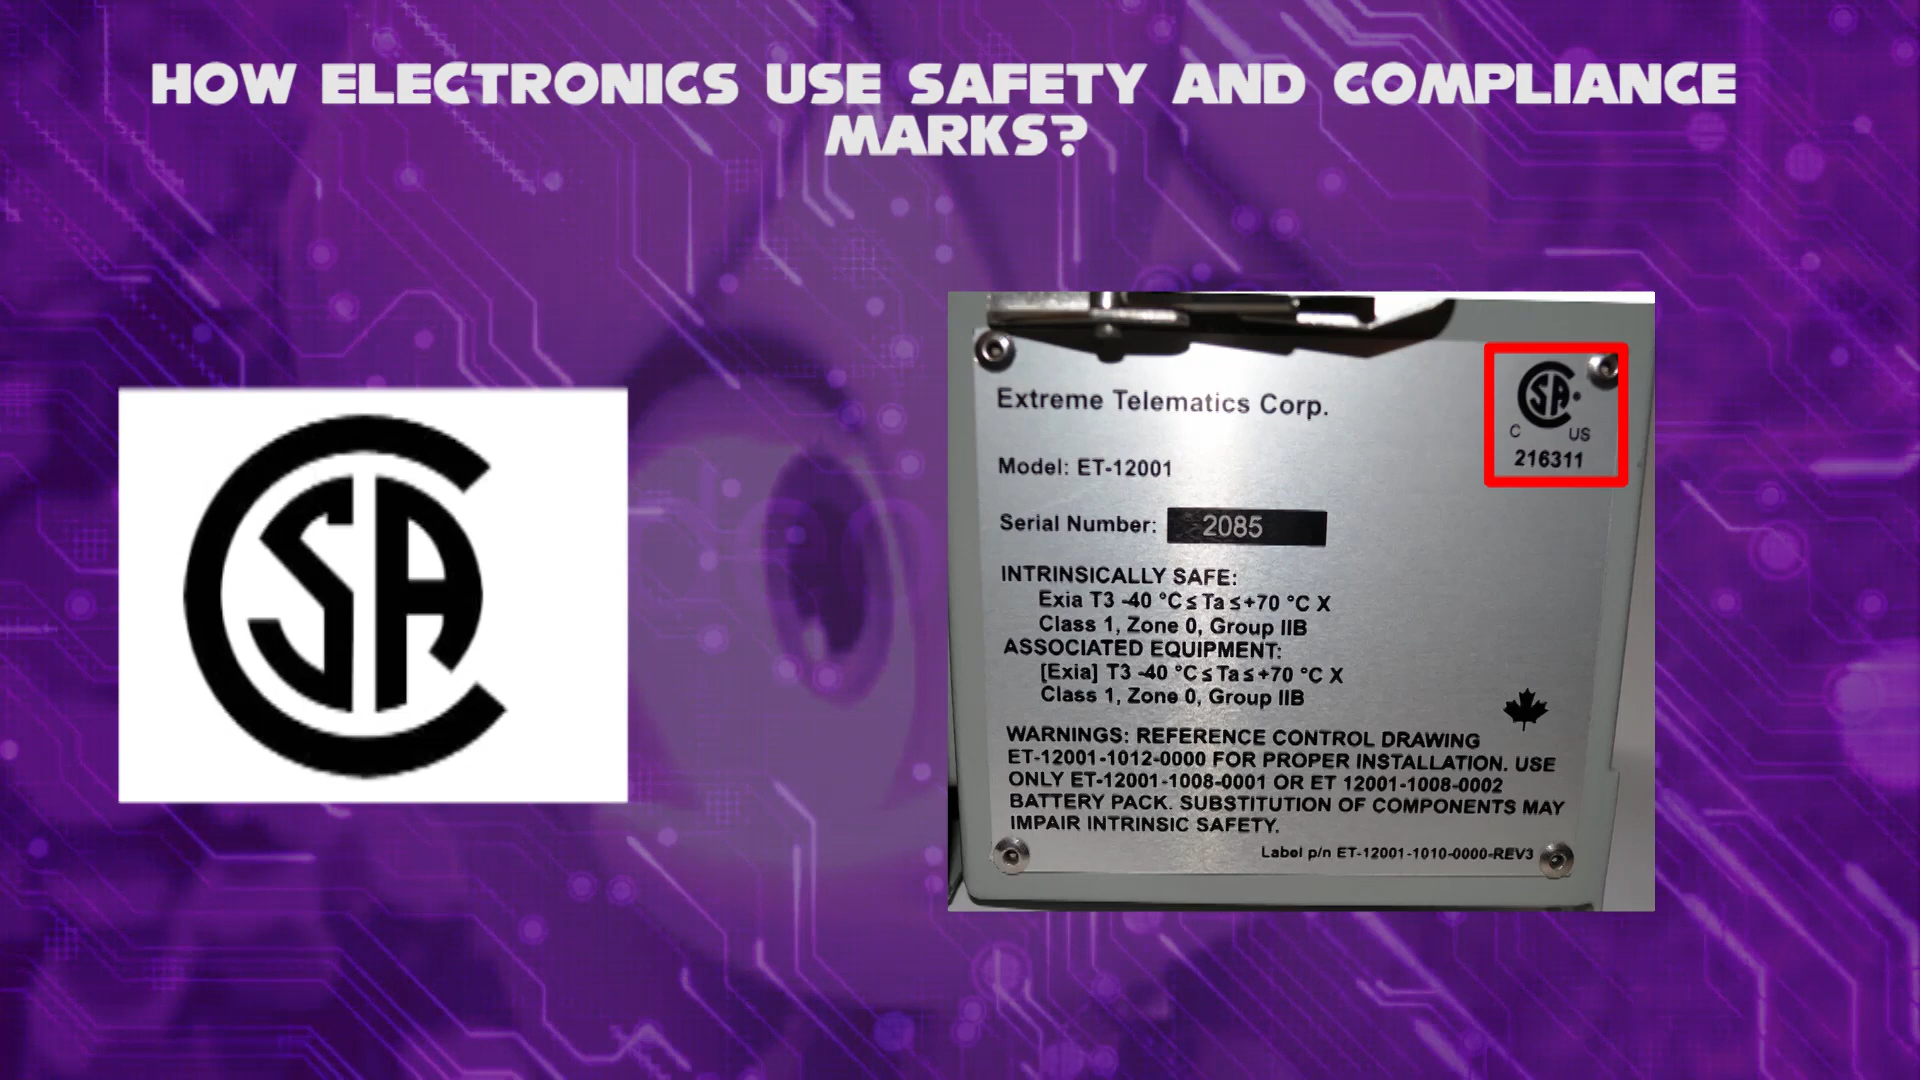 HOW ELECTRONICS USE SAFETY AND COMPLIANCE
MARKS?
CSA
Extreme Telematics Corp.
CSA
C US
216311
Model: ET-12001
Serial Number: 2085
INTRINSICALLY SAFE:
Exia T3 -40 °C ≤ Ta ≤ +70 °C X
Class 1, Zone 0, Group IIB
ASSOCIATED EQUIPMENT:
[Exia] T3 -40 °C ≤ Ta ≤ +70 °C X
Class 1, Zone 0, Group IIB
WARNINGS: REFERENCE CONTROL DRAWING
ET-12001-1012-0000 FOR PROPER INSTALLATION. USE
ONLY ET-12001-1008-0001 OR ET 12001-1008-0002
BATTERY PACK. SUBSTITUTION OF COMPONENTS MAY
IMPAIR INTRINSIC SAFETY.
Label p/n ET-12001-1010-0000-REV3